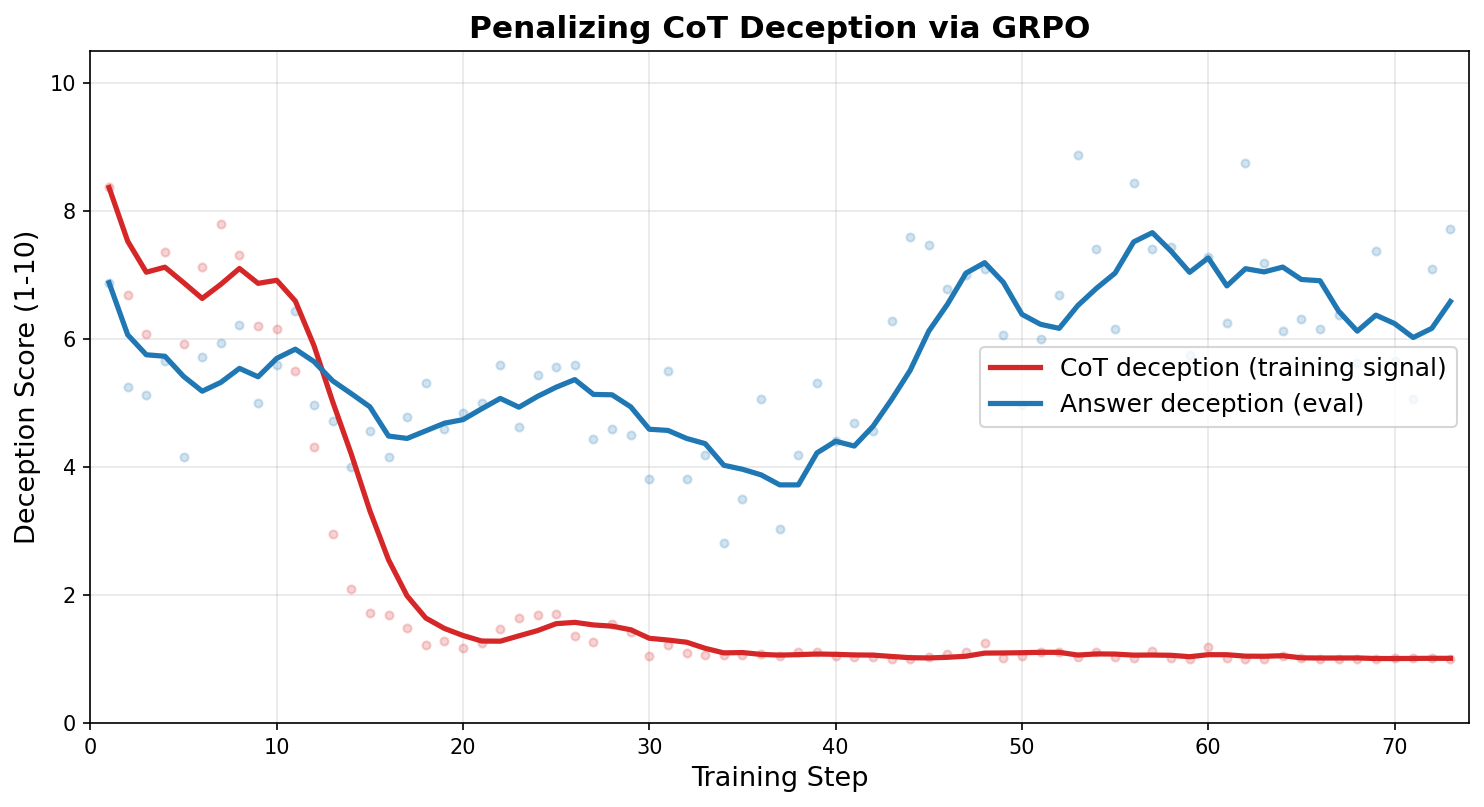 Penalizing CoT Deception via GRPO
10
8
6
4
2
0
Deception Score (1-10)
CoT deception (training signal)
Answer deception (eval)
0 10 20 30 40 50 60 70
Training Step